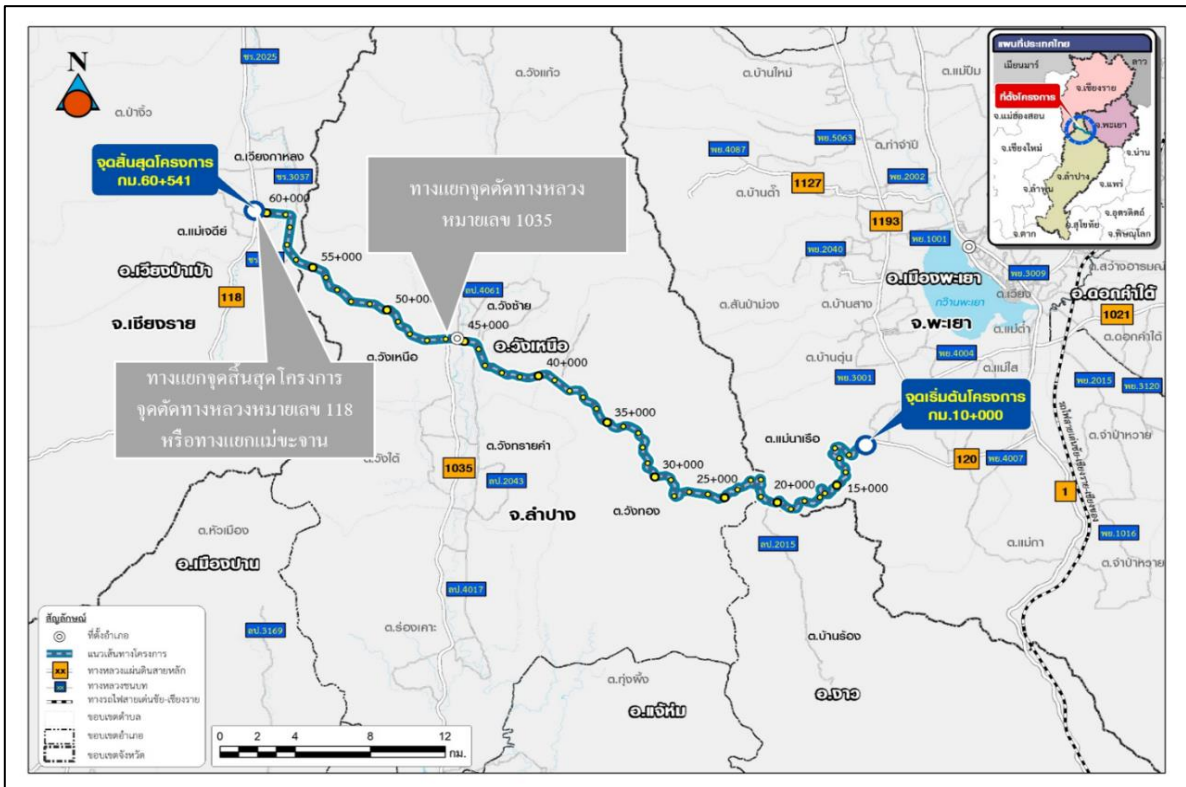 N
ชร.2025
ต.ป่างิ้ว
ต.วังแก้ว
ต.บ้านใหม่
ต.แม่ปืม
แผนที่ประเทศไทย
เมียนมาร์
ลาว
ที่ตั้งโครงการ
จ.เชียงราย
จ.แม่ฮ่องสอน
จ.พะเยา
จ.เชียงใหม่
จ.น่าน
จ.ลำปาง
จ.ลำพูน
จ.แพร่
จ.อุตรดิตถ์
จ.สุโขทัย
จ.ตาก
จ.พิษณุโลก
จุดสิ้นสุดโครงการ
กม.60+541
ต.เวียงกาหลง
ชร.3037
60+000
ต.แม่เจดีย์
อ.เวียงป่าเป้า
118
จ.เชียงราย
55+000
50+00
ทางแยกจุดตัดทางหลวง
หมายเลข 1035
ลป.4061
ต.วังซ้าย
45+000
อ.วังเหนือ
ต.วังเหนือ
40+000
35+000
ทางแยกจุดสิ้นสุดโครงการ
จุดตัดทางหลวงหมายเลข 118
หรือทางแยกแม่ขะจาน
ต.วังใต้
1035
ต.วังทรายคำ
ลป.2043
จ.ลำปาง
30+000
25+000
20+000
15+000
ต.วังทอง
พย.4087
พย.5063
ต.ท่าจำปี
1127
ต.บ้านต๊ำ
พย.2002
1193
พย.1001
พย.2040
อ.เมืองพะเยา
กว๊านพะเยา
ต.เวียง
พย.3009
ต.สว่างอารมณ์
อ.ดอกคำใต้
1021
ต.ดอกคำใต้
ต.สันป่าม่วง
ต.บ้านสาง
จ.พะเยา
ต.แม่ต๋ำ
ต.บ้านตุ่น
พย.4004
ต.แม่ใส
พย.3001
พย.2015
พย.3120
จุดเริ่มต้นโครงการ
กม.10+000
ต.แม่นาเรือ
120
พย.4007
ต.จำป่าหวาย
1
พย.1016
ต.แม่กา
ต.จำป่าหวาย
ลป.2015
ต.หัวเมือง
อ.เมืองปาน
ลป.4017
ลป.3169
ต.ร่องเคาะ
ต.ทุ่งผึ้ง
อ.แจ้ห่ม
ต.บ้านร้อง
อ.งาว
สัญลักษณ์
ที่ตั้งอำเภอ
แนวเส้นทางโครงการ
xx
ทางหลวงแผ่นดินสายหลัก
ทางหลวงชนบท
ทางรถไฟสายเด่นชัย-เชียงราย
ขอบเขตตำบล
ขอบเขตอำเภอ
ขอบเขตจังหวัด
0 2 4 8 12
กม.